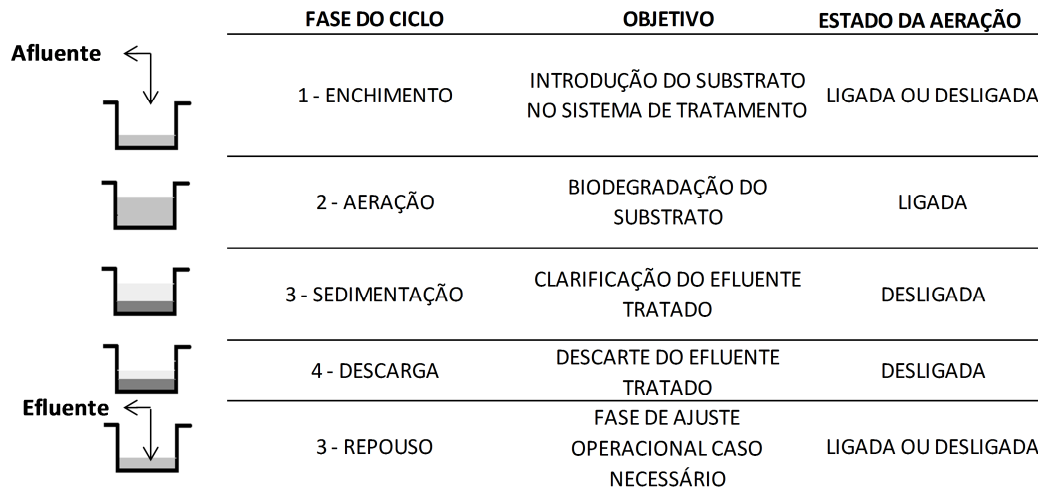 FASE DO CICLO OBJETIVO ESTADO DA AERAÇÃO
Afluente
1 - ENCHIMENTO
INTRODUÇÃO DO SUBSTRATO
NO SISTEMA DE TRATAMENTO
LIGADA OU DESLIGADA
2 - AERAÇÃO
BIODEGRADAÇÃO DO
SUBSTRATO
LIGADA
3 - SEDIMENTAÇÃO
CLARIFICAÇÃO DO EFLUENTE
TRATADO
DESLIGADA
4 - DESCARGA
DESCARTE DO EFLUENTE
TRATADO
DESLIGADA
Efluente
3 - REPOUSO
FASE DE AJUSTE
OPERACIONAL CASO
NECESSÁRIO
LIGADA OU DESLIGADA